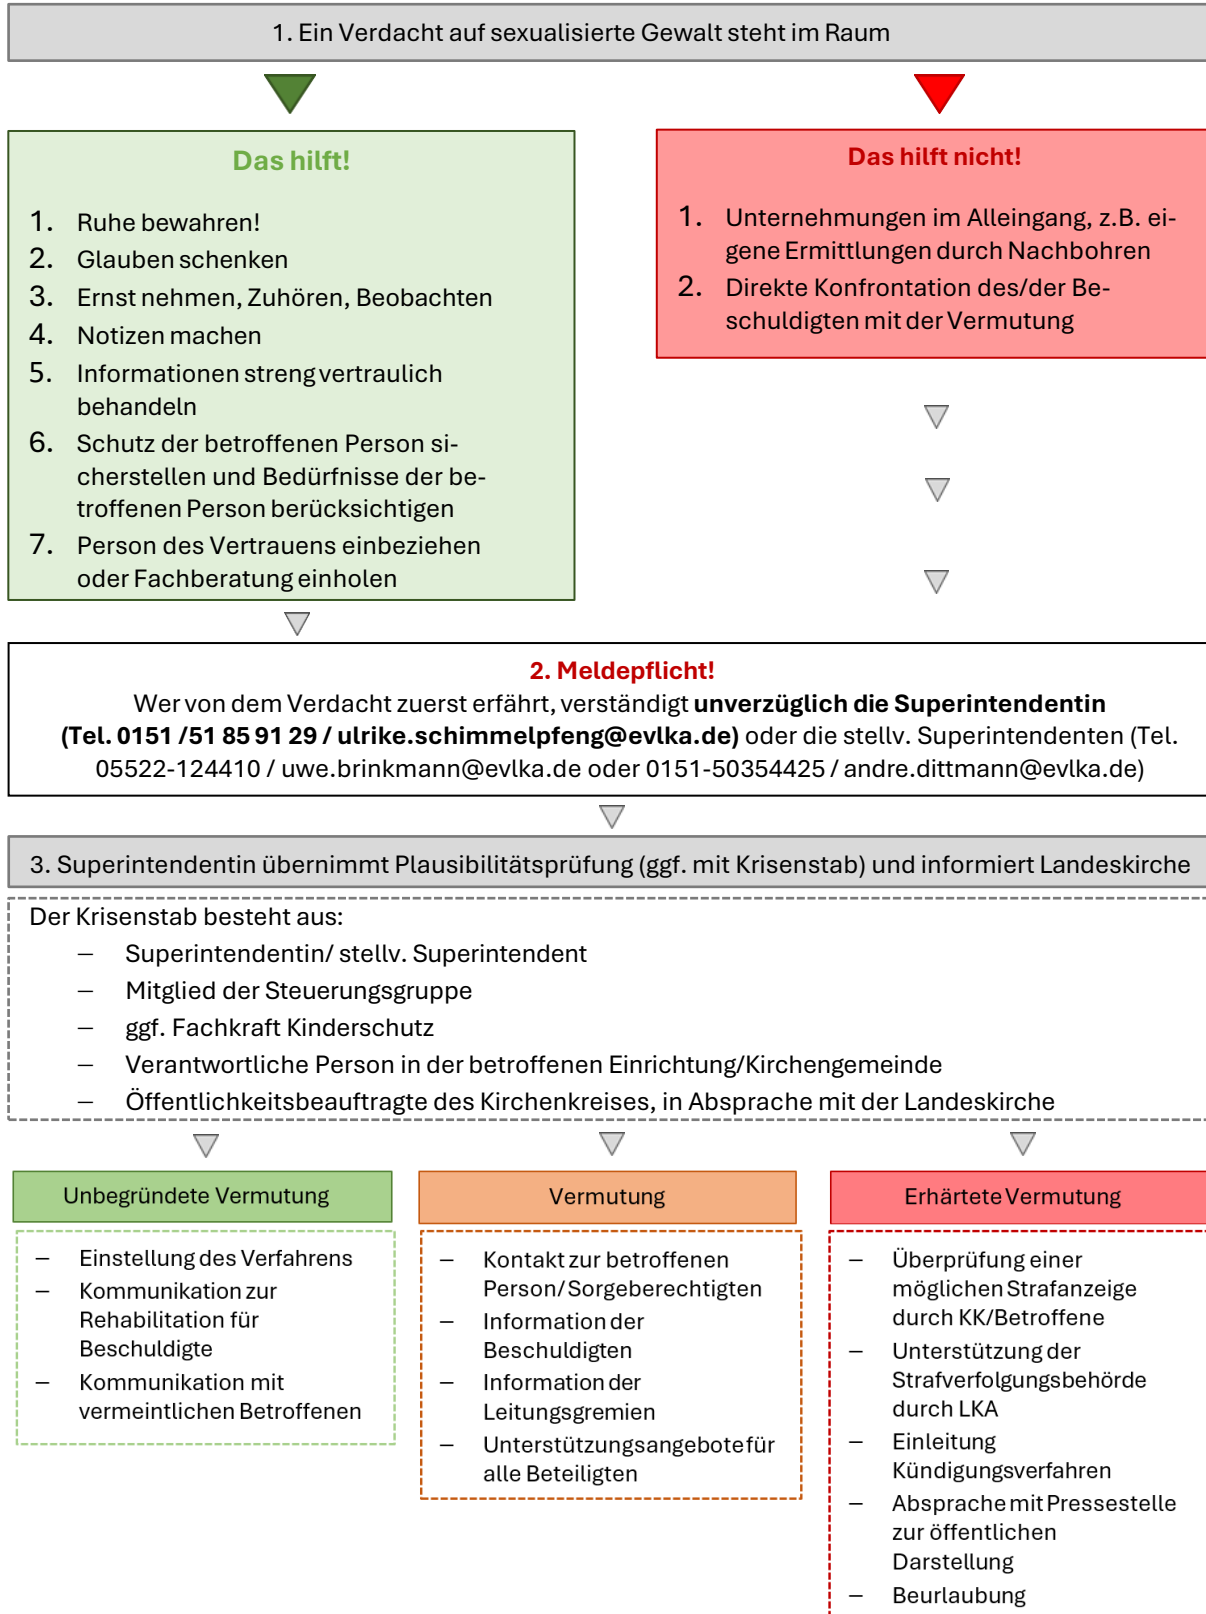 1. Ein Verdacht auf sexualisierte Gewalt steht im Raum
Das hilft!
1. Ruhe bewahren!
2. Glauben schenken
3. Ernst nehmen, Zuhören, Beobachten
4. Notizen machen
5. Informationen streng vertraulich
behandeln
6. Schutz der betroffenen Person si-
cherstellen und Bedürfnisse der be-
troffenen Person berücksichtigen
7. Person des Vertrauens einbeziehen
oder Fachberatung einholen
Das hilft nicht!
1. Unternehmungen im Alleingang, z.B. ei-
gene Ermittlungen durch Nachbohren
2. Direkte Konfrontation des/der Be-
schuldigten mit der Vermutung
2. Meldepflicht!
Wer von dem Verdacht zuerst erfährt, verständigt unverzüglich die Superintendentin
(Tel. 0151 /51 85 91 29 / ulrike.schimmelpfeng@evlka.de) oder die stellv. Superintendenten (Tel.
05522-124410 / uwe.brinkmann@evlka.de oder 0151-50354425 / andre.dittmann@evlka.de)
3. Superintendentin übernimmt Plausibilitätsprüfung (ggf. mit Krisenstab) und informiert Landeskirche
Der Krisenstab besteht aus:
– Superintendentin/ stellv. Superintendent
– Mitglied der Steuerungsgruppe
– ggf. Fachkraft Kinderschutz
– Verantwortliche Person in der betroffenen Einrichtung/Kirchengemeinde
– Öffentlichkeitsbeauftragte des Kirchenkreises, in Absprache mit der Landeskirche
Unbegründete Vermutung
– Einstellung des Verfahrens
– Kommunikation zur
Rehabilitation für
Beschuldigte
– Kommunikation mit
vermeintlichen Betroffenen
Vermutung
– Kontakt zur betroffenen
Person/Sorgeberechtigten
– Information der
Beschuldigten
– Information der
Leitungsgremien
– Unterstützungsangebote für
alle Beteiligten
Erhärtete Vermutung
– Überprüfung einer
möglichen Strafanzeige
durch KK/Betroffene
– Unterstützung der
Strafverfolgungsbehörde
durch LKA
– Einleitung
Kündigungsverfahren
– Absprache mit Pressestelle
zur öffentlichen
Darstellung
– Beurlaubung